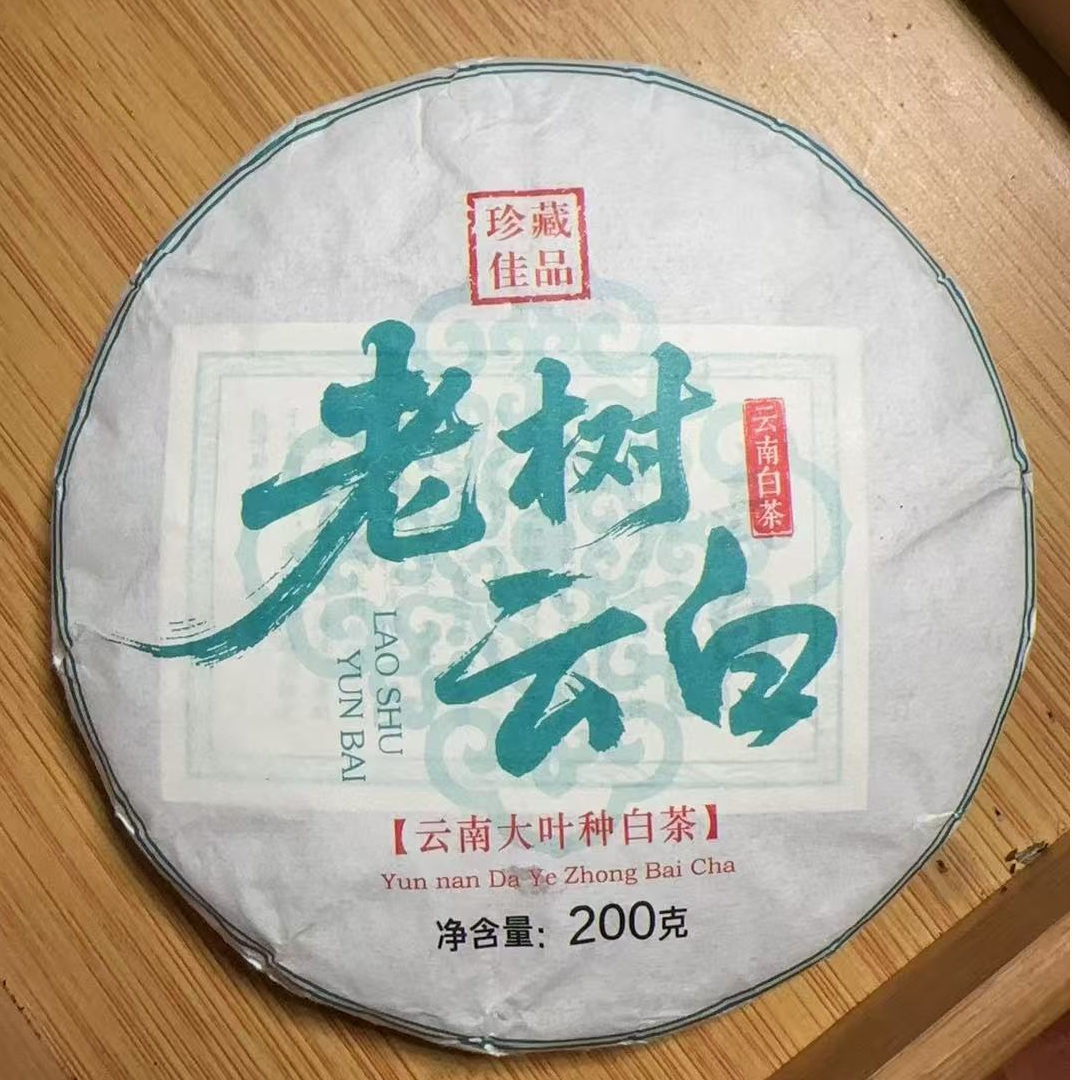 珍藏
佳品
老树
云白
云南白茶
LAO SHU
YUN BAI
【云南大叶种白茶】
Yun nan Da Ye Zhong Bai Cha
净含量：200克